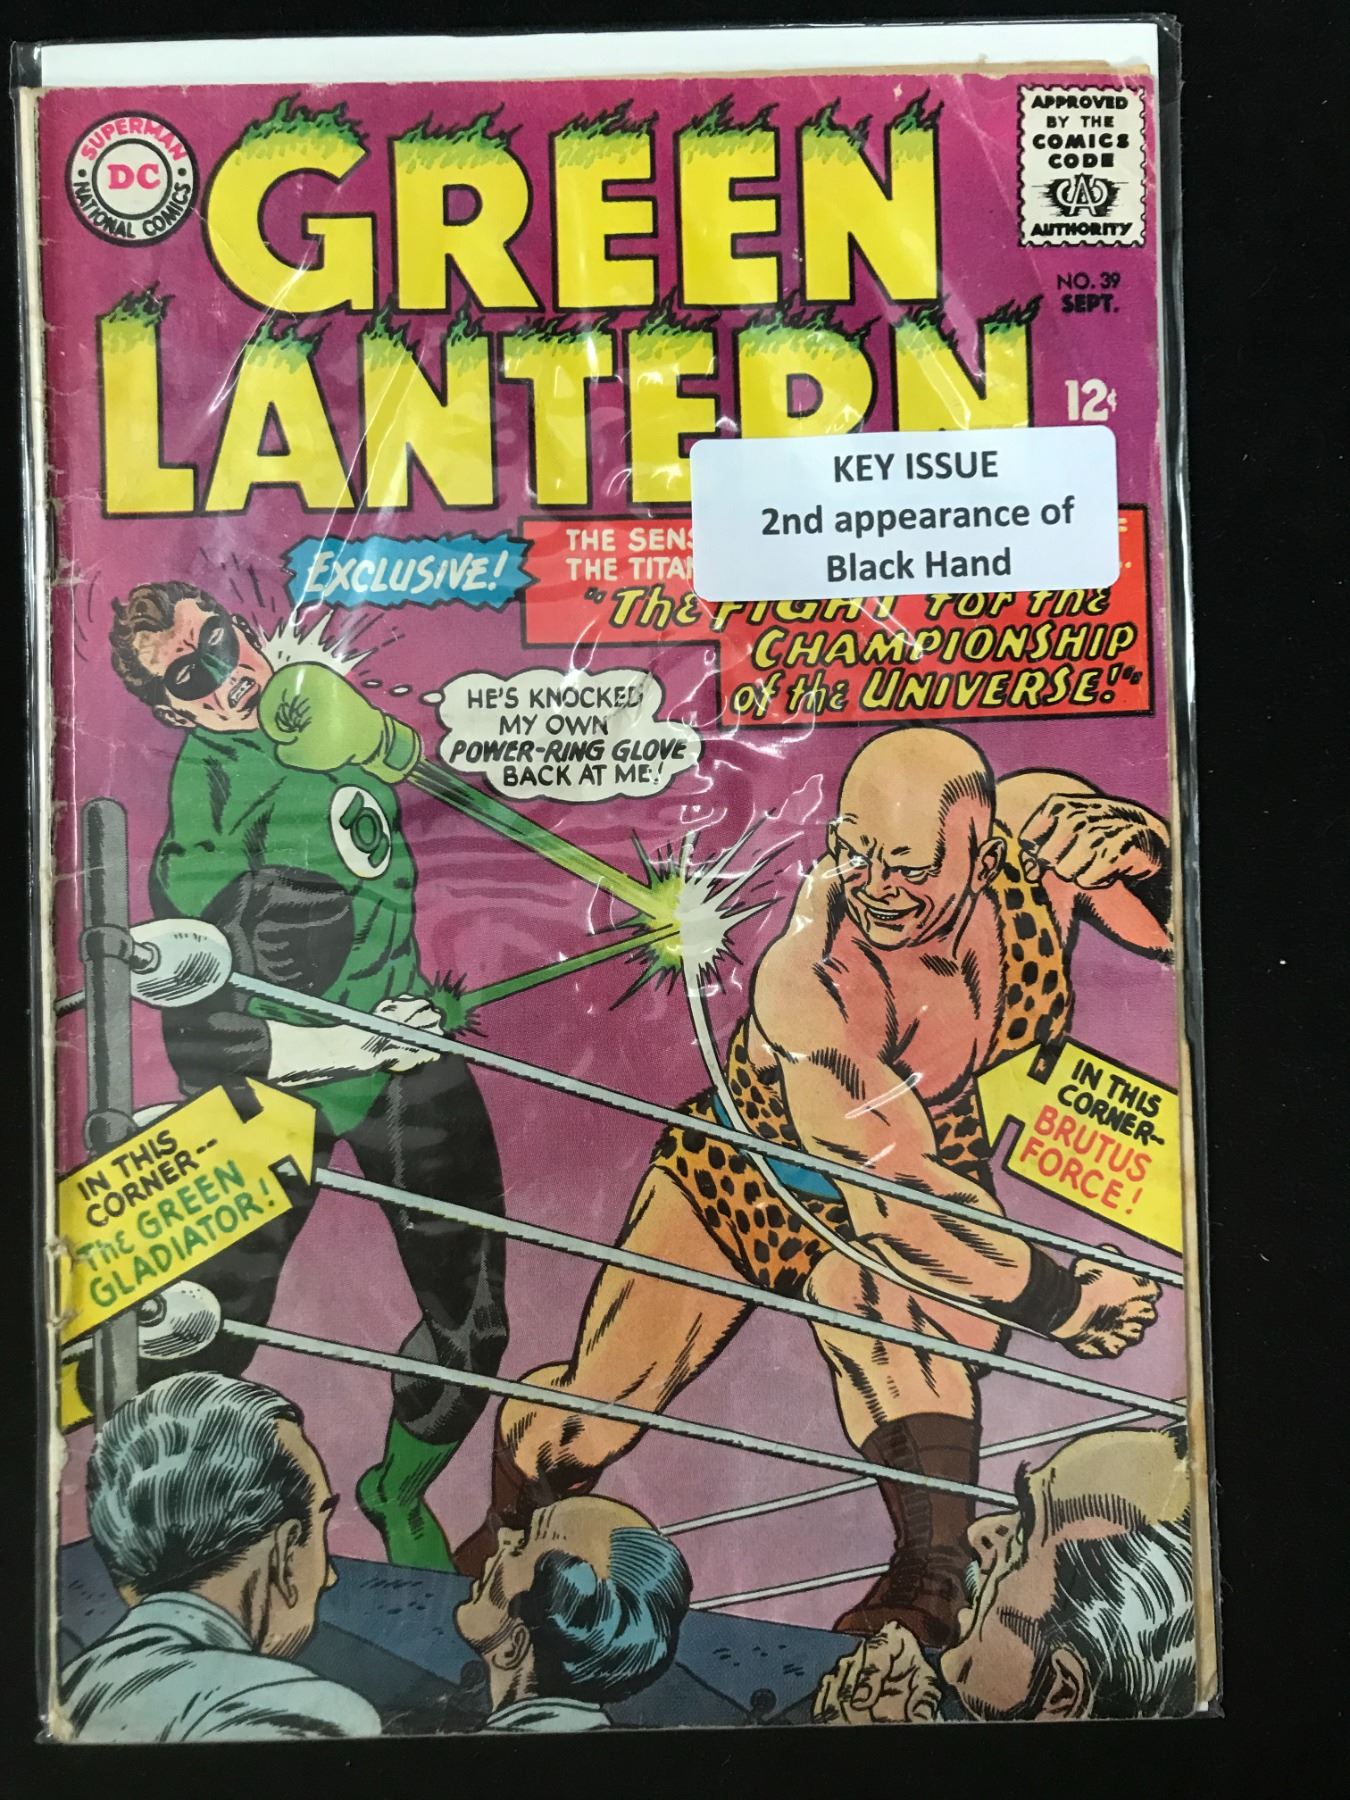 SUPERMAN
DC
NATIONAL COMICS
GREEN
LANTERN
APPROVED
BY THE
COMICS
CODE
CA
AUTHORITY
NO. 39
SEPT.
12¢
KEY ISSUE
2nd appearance of
Black Hand
EXCLUSIVE!
THE
THE
"The FIGHT for the
CHAMPIONSHIP
of the UNIVERSE!"
HE'S KNOCKED
MY OWN
POWER-RING GLOVE
BACK AT ME!
IN THIS
CORNER--
THE GREEN
GLADIATOR!
IN THIS
CORNER--
BRUTUS
FORCE!